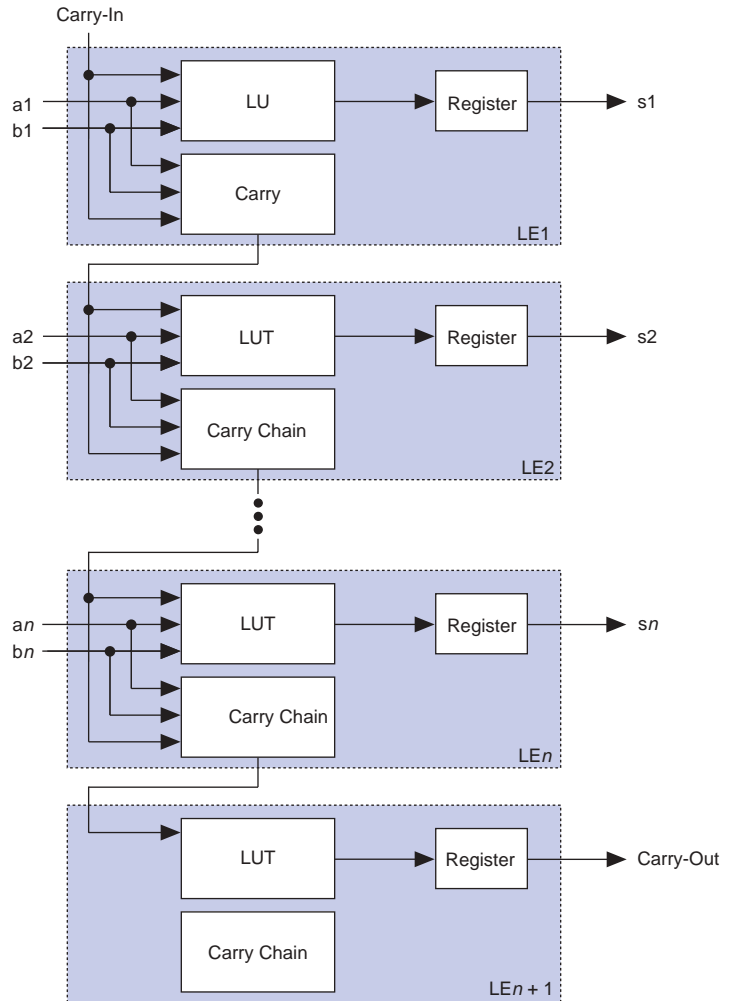 Carry-In
a1
b1
LU
Register
s1
Carry
LE1
a2
b2
LUT
Register
s2
Carry Chain
LE2
an
bn
LUT
Register
sn
Carry Chain
LEn
LUT
Register
Carry-Out
Carry Chain
LEn + 1